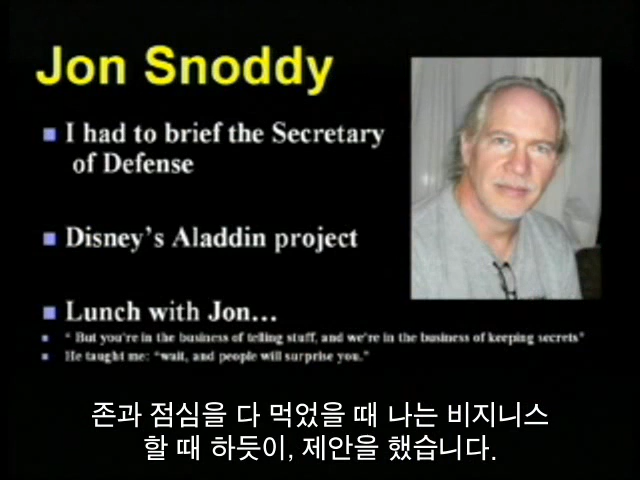 Jon Snoddy
I had to brief the Secretary
of Defense
Disney's Aladdin project
Lunch with Jon...
" But you're in the business of telling stuff, and we're in the business of keeping secrets"
He taught me: "wait, and people will surprise you."
존과 점심을 다 먹었을 때 나는 비지니스
할 때 하듯이, 제안을 했습니다.